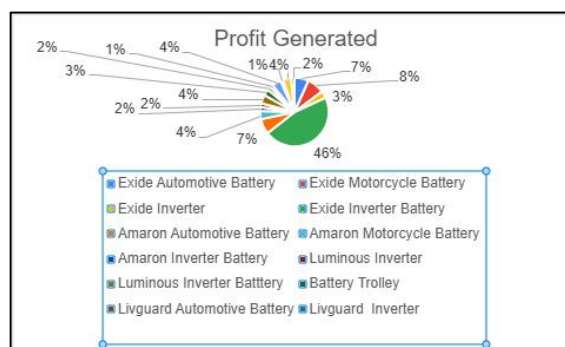 Profit Generated
2% 1% 4% 1% 4% 2% 7%
3% 8%
4% 3%
2% 2%
4% 7% 46%
Exide Automotive Battery Exide Motorcycle Battery
Exide Inverter Exide Inverter Battery
Amaron Automotive Battery Amaron Motorcycle Battery
Amaron Inverter Battery Luminous Inverter
Luminous Inverter Batttery Battery Trolley
Livguard Automotive Battery Livguard Inverter